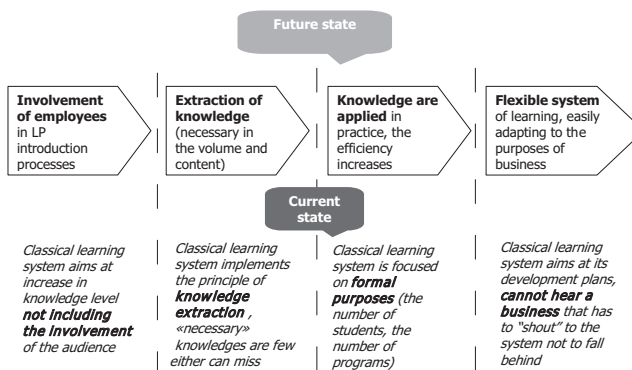 Future state
Involvement
of employees
in LP
introduction
processes
Extraction of
knowledge
(necessary in
the volume and
content)
Knowledge are
applied in
practice, the
efficiency
increases
Flexible system
of learning, easily
adapting to the
purposes of
business
Current
state
Classical learning
system aims at
increase in
knowledge level
not including
the involvement
of the audience
Classical learning
system implements
the principle of
knowledge
extraction ,
«necessary»
knowledges are few
either can miss
Classical learning
system is focused
on formal
purposes (the
number of
students, the
number of
programs)
Classical learning
system aims at its
development plans,
cannot hear a
business that has
to “shout” to the
system not to fall
behind